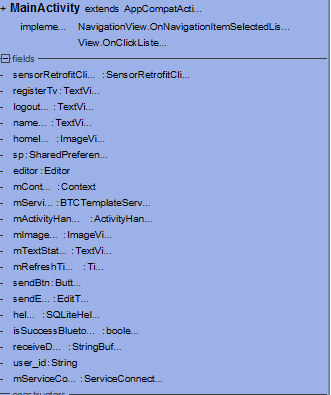 + MainActivity extends AppCompatActi...
impleme... NavigationView.OnNavigationItemSelectedLis...
View.OnClickListe...
fields
- sensorRetrofitCli... :SensorRetrofitCli...
- registerTv:TextVi...
- logout... :TextVi...
- name... :TextVi...
- homeI... :ImageVi...
- sp:SharedPreferen...
- editor:Editor
- mCont... :Context
- mServi... :BTCTemplateServ...
- mActivityHan... :ActivityHan...
- mImage... :ImageVi...
- mTextStat... :TextVi...
- mRefreshTi... :Ti...
- sendBtn:Butt...
- sendE... :EditT...
- hel... :SQLiteHel...
- isSuccessBlueto... :boole...
- receiveD... :StringBuf...
- user_id:String
- mServiceCo... :ServiceConnect...
constructors